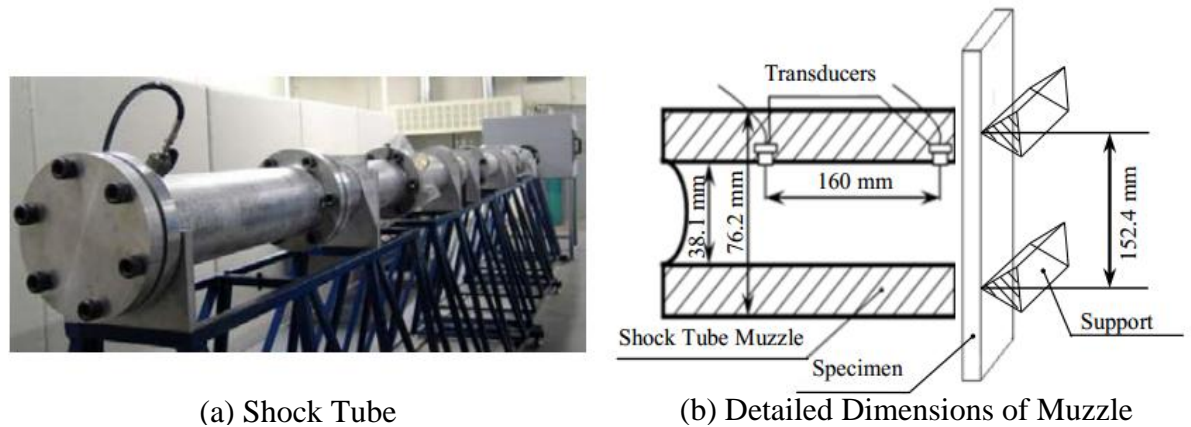 Transducers
160 mm
38.1 mm
76.2 mm
152.4 mm
Shock Tube Muzzle
Support
Specimen
(a) Shock Tube
(b) Detailed Dimensions of Muzzle